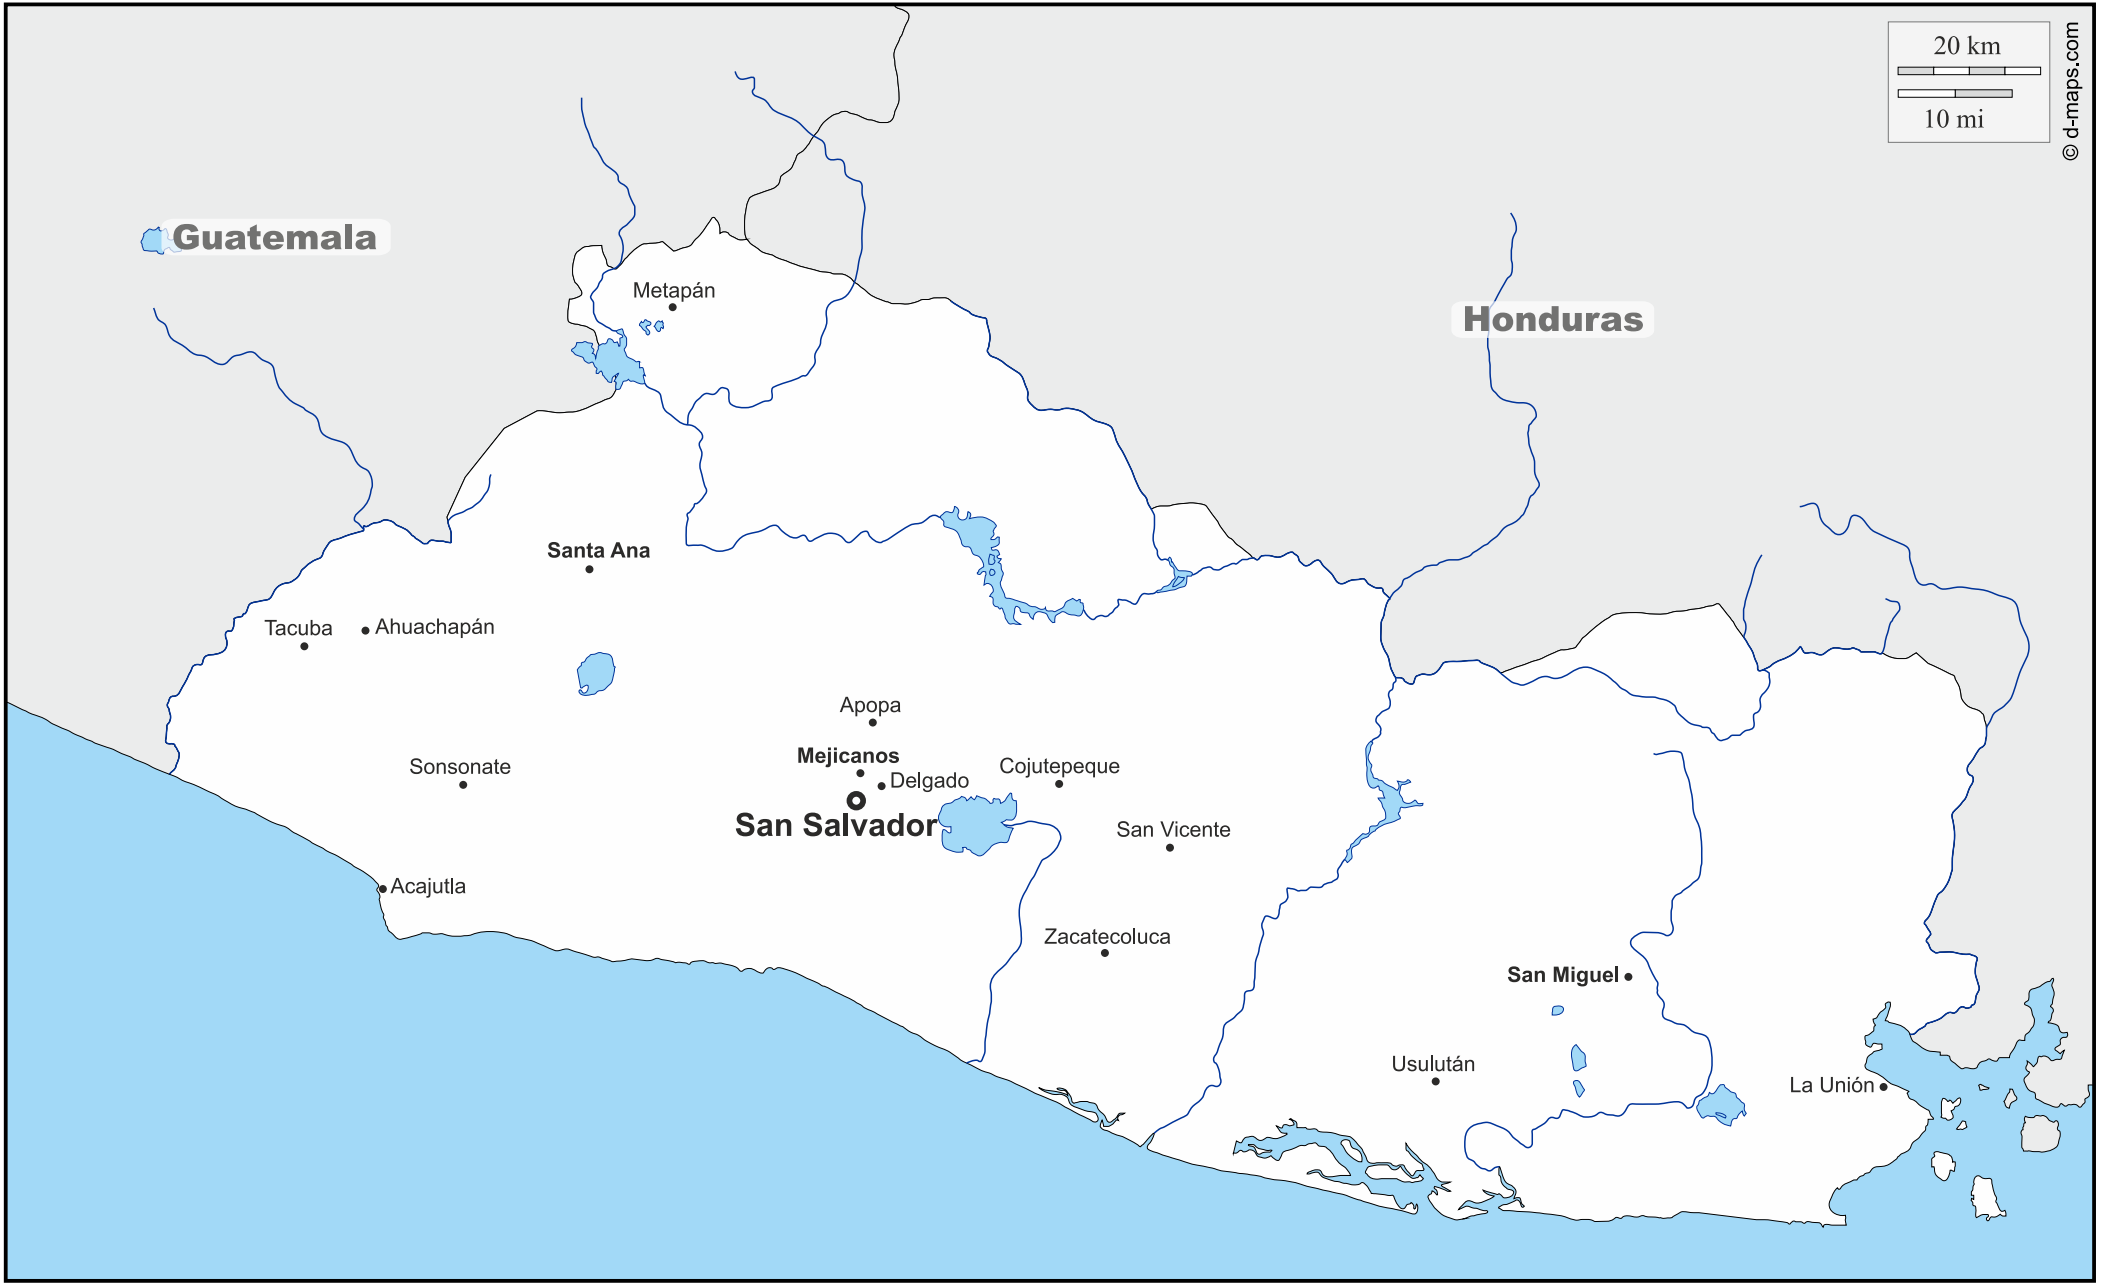 20 km
10 mi
© d-maps.com
Guatemala
Honduras
Metapán
Santa Ana
Tacuba
Ahuachapán
Apopa
Mejicanos
Sonsonate
Delgado
Cojutepeque
San Salvador
San Vicente
Acajutla
Zacatecoluca
San Miguel
Usulután
La Unión